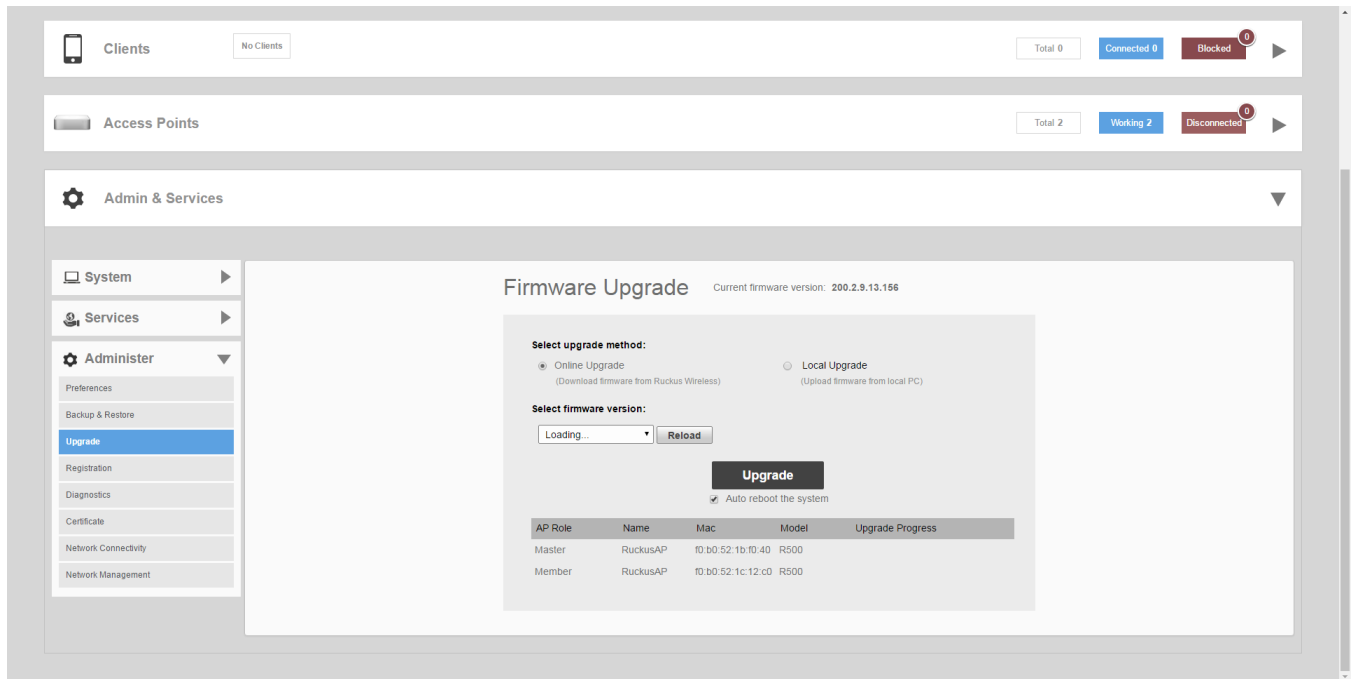 Clients
No Clients
Total 0
Connected 0
Blocked
0
Access Points
Total 2
Working 2
Disconnected
0
Admin & Services
System
Services
Administer
Preferences
Backup & Restore
Upgrade
Registration
Diagnostics
Certificate
Network Connectivity
Network Management
Firmware Upgrade Current firmware version: 200.2.9.13.156
Select upgrade method:
Online Upgrade Local Upgrade
(Download firmware from Ruckus Wireless) (Upload firmware from local PC)
Select firmware version:
Loading... Reload
Upgrade
Auto reboot the system
AP Role Name Mac Model Upgrade Progress
Master RuckusAP f0:b0:52:1b:f0:40 R500
Member RuckusAP f0:b0:52:1c:12:c0 R500